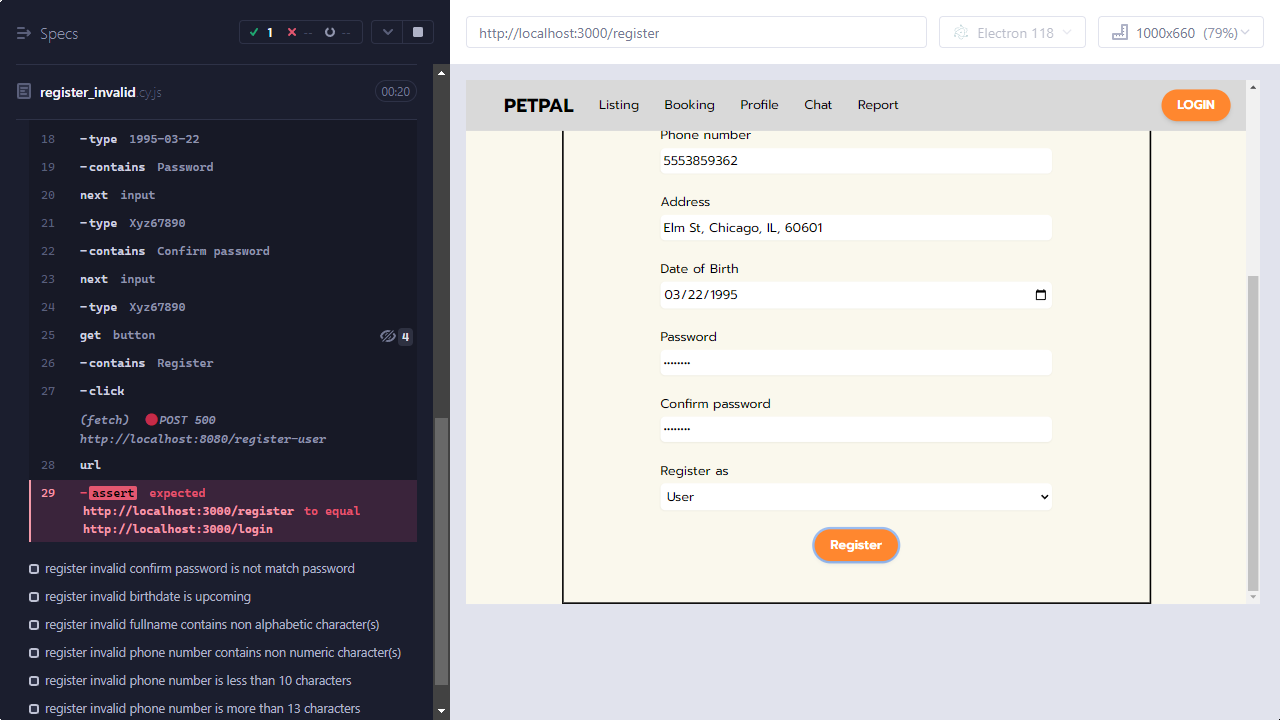 Specs
1
--
--
http://localhost:3000/register
Electron 118
1000x660 (79%)
register_invalid.cy.js
00:20
18 -type 1995-03-22
19 -contains Password
20 next input
21 -type Xyz67890
22 -contains Confirm password
23 next input
24 -type Xyz67890
25 get button 4
26 -contains Register
27 -click
(fetch) POST 500
http://localhost:8080/register-user
28 url
29 -assert expected
http://localhost:3000/register to equal
http://localhost:3000/login
register invalid confirm password is not match password
register invalid birthdate is upcoming
register invalid fullname contains non alphabetic character(s)
register invalid phone number contains non numeric character(s)
register invalid phone number is less than 10 characters
register invalid phone number is more than 13 characters
PETPAL Listing Booking Profile Chat Report LOGIN
Phone number
5553859362
Address
Elm St, Chicago, IL, 60601
Date of Birth
03/22/1995
Password
••••••••
Confirm password
••••••••
Register as
User
Register